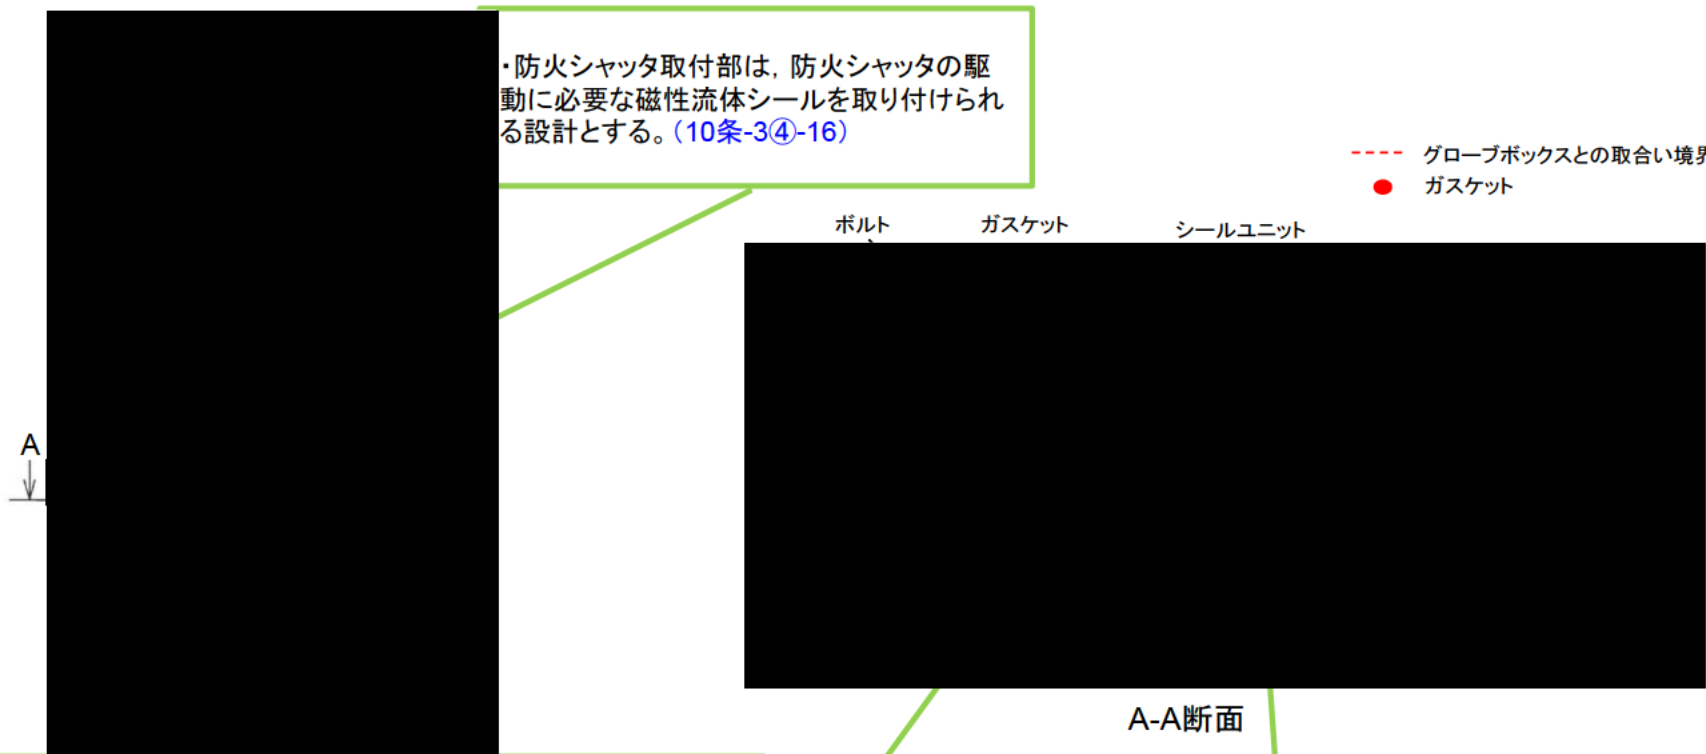 ・防火シャッタ取付部は，防火シャッタの駆
動に必要な磁性流体シールを取り付けられ
る設計とする。（10条-3④-16）
グローブボックスとの取合い境界
ガスケット
ボルト
ガスケット
シールユニット
A
A-A断面